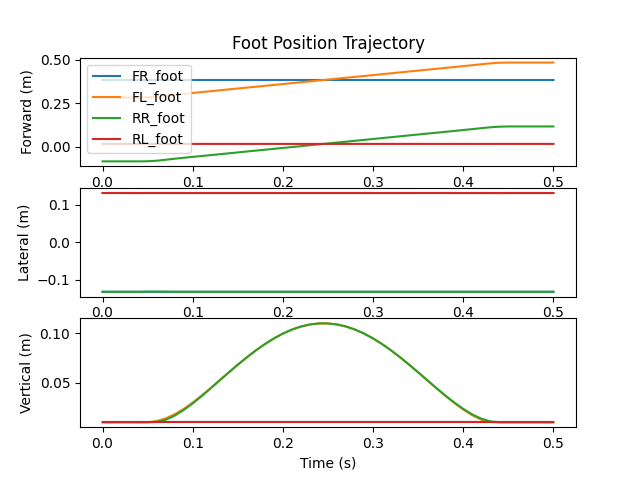 Foot Position Trajectory
Forward (m)
0.50
0.25
0.00
FR_foot
FL_foot
RR_foot
RL_foot
0.0 0.1 0.2 0.3 0.4 0.5
Lateral (m)
0.1
0.0
−0.1
0.0 0.1 0.2 0.3 0.4 0.5
Vertical (m)
0.10
0.05
0.0 0.1 0.2 0.3 0.4 0.5
Time (s)